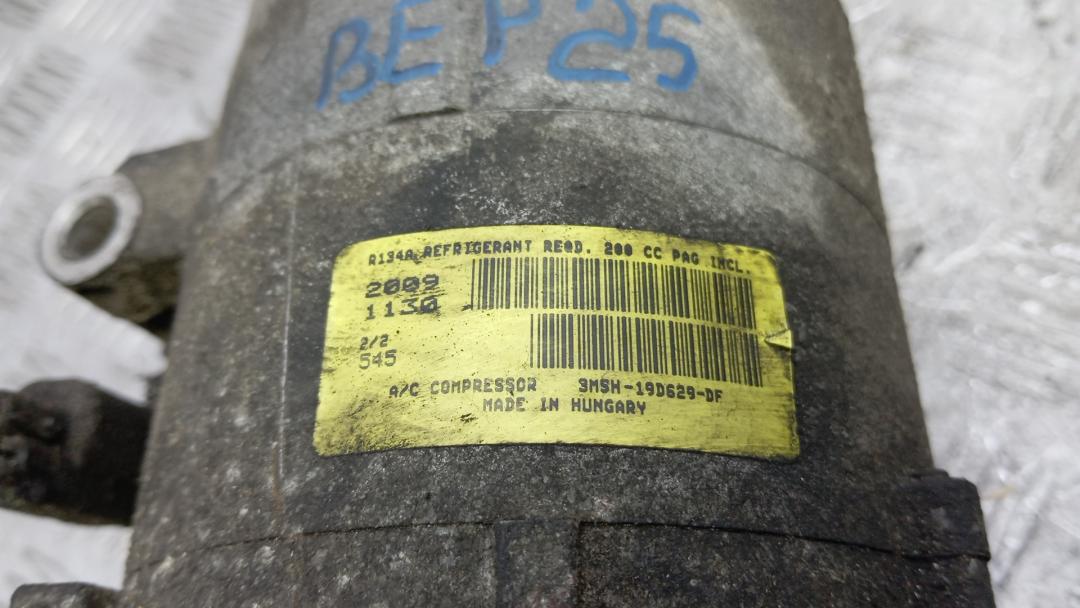 BEP25
R134A REFRIGERANT REQD. 200 CC PAG INCL.
2009
1130
2/2
545
A/C COMPRESSOR 3M5H-19D629-DF
MADE IN HUNGARY